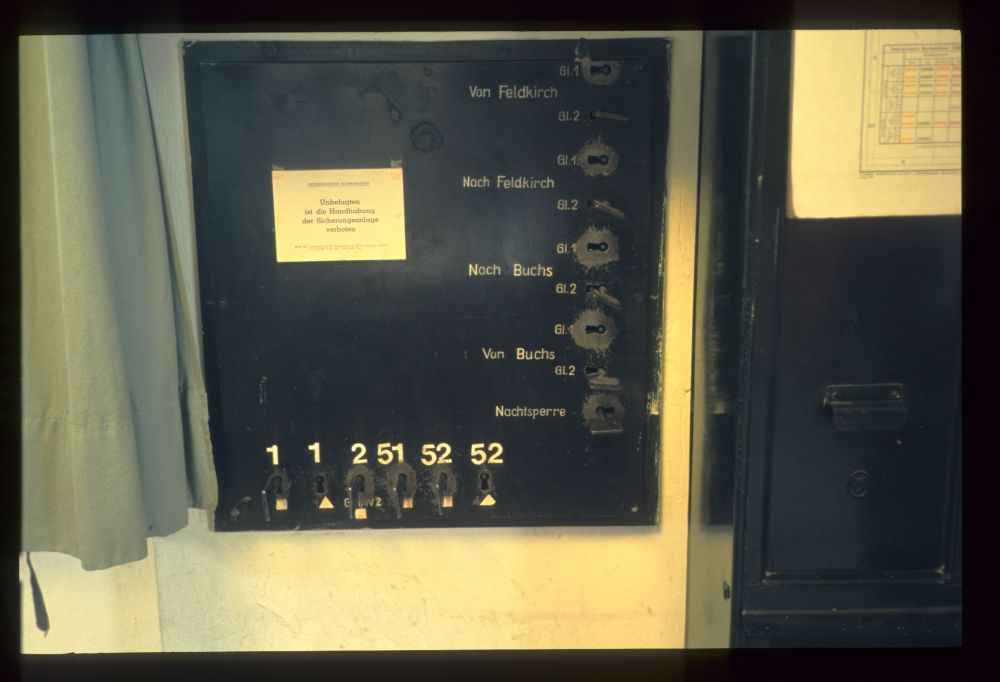 Gl.1
Von Feldkirch
Gl.2
Gl.1
Nach Feldkirch
Gl.2
Gl.1
Nach Buchs
Gl.2
Gl.1
Von Buchs
Gl.2
Nachtsperre
Unbefugten
ist die Handhabung
der Sicherungsanlage
verboten
1 1 2 51 52 52